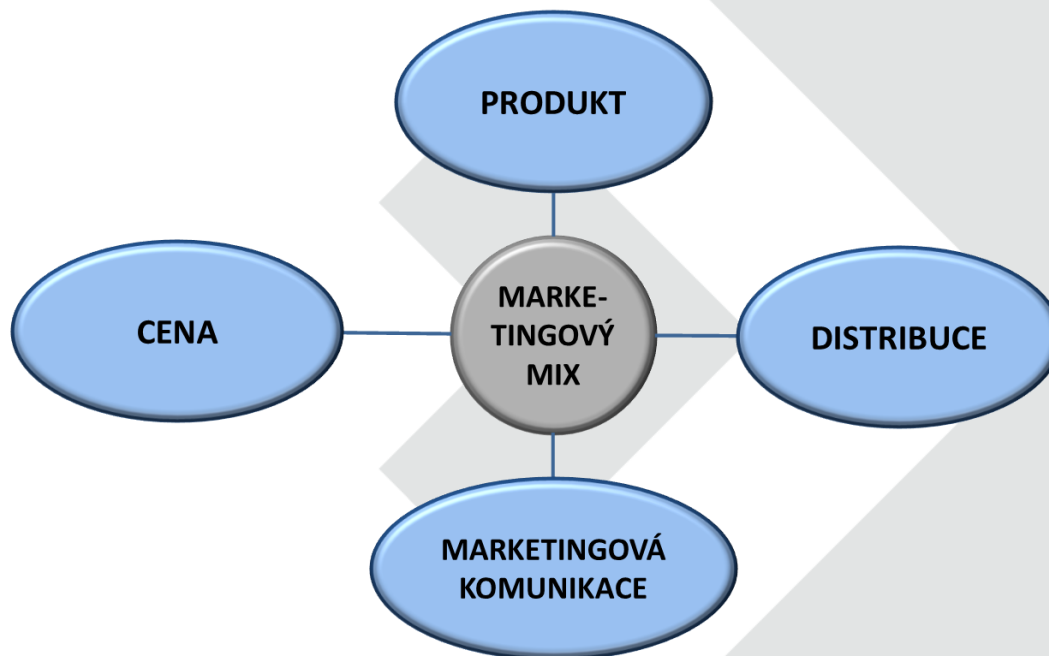 PRODUKT
CENA
MARKE-
TINGOVÝ
MIX
DISTRIBUCE
MARKETINGOVÁ
KOMUNIKACE